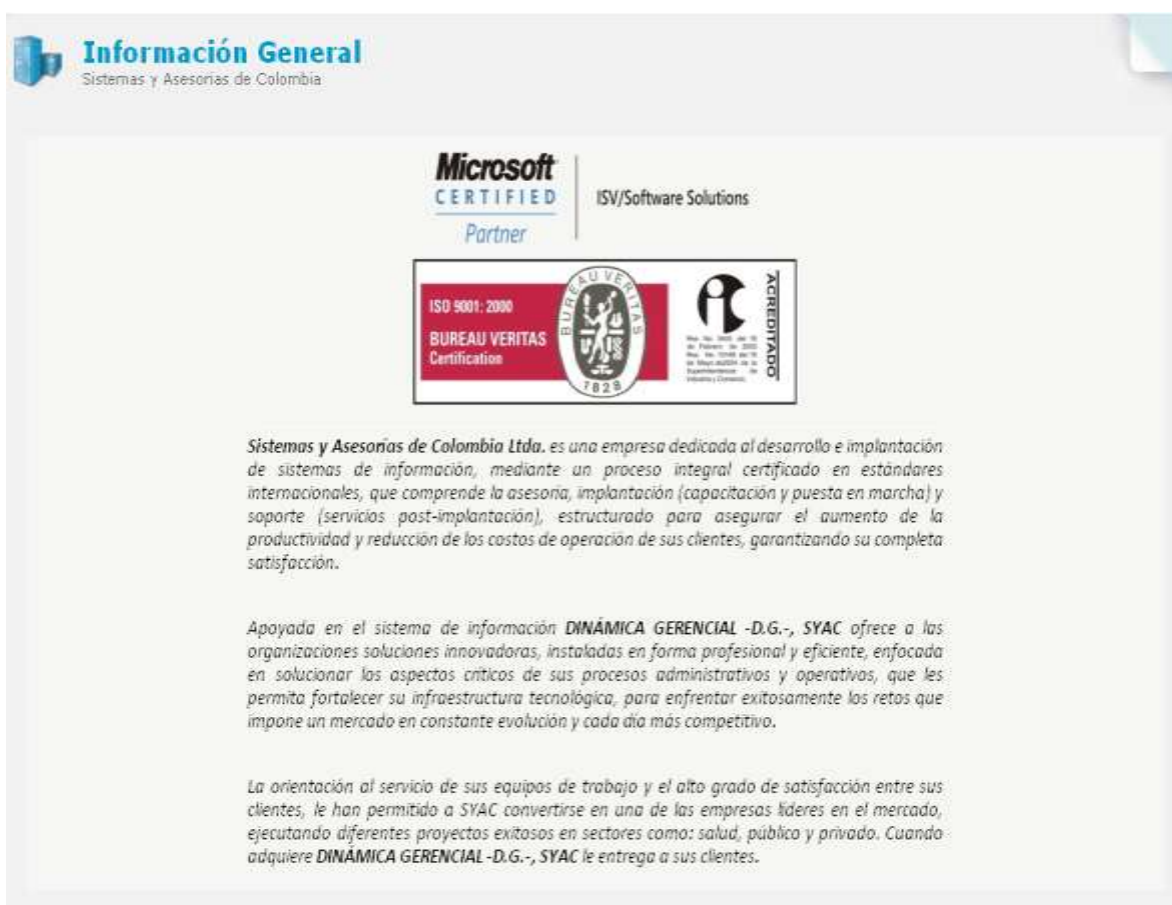 Información General
Sistemas y Asesorias de Colombia
Microsoft
CERTIFIED
Partner
ISV/Software Solutions
ISO 9001: 2000
BUREAU VERITAS
Certification
BUREAU VERITAS
1828
ACREDITADO
Sistemas y Asesorías de Colombia Ltda. es una empresa dedicada al desarrollo e implantación
de sistemas de información, mediante un proceso integral certificado en estándares
internacionales, que comprende la asesoría, implantación (capacitación y puesta en marcha) y
soporte (servicios post-implantación), estructurado para asegurar el aumento de la
productividad y reducción de los costos de operación de sus clientes, garantizando su completa
satisfacción.
Apoyada en el sistema de información DINÁMICA GERENCIAL -D.G.-, SYAC ofrece a las
organizaciones soluciones innovadoras, instaladas en forma profesional y eficiente, enfocada
en solucionar los aspectos críticos de sus procesos administrativos y operativos, que les
permita fortalecer su infraestructura tecnológica, para enfrentar exitosamente los retos que
impone un mercado en constante evolución y cada día más competitivo.
La orientación al servicio de sus equipos de trabajo y el alto grado de satisfacción entre sus
clientes, le han permitido a SYAC convertirse en una de las empresas líderes en el mercado,
ejecutando diferentes proyectos exitosos en sectores como: salud, público y privado. Cuando
adquiere DINÁMICA GERENCIAL -D.G.-, SYAC le entrega a sus clientes.